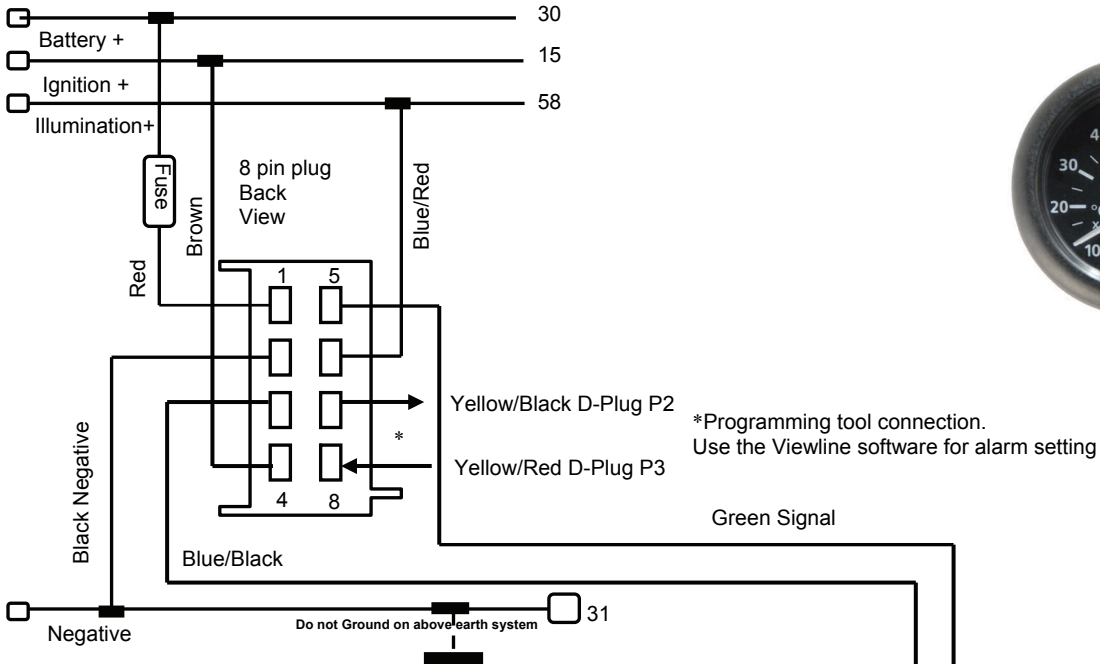 30
Battery +
15
Ignition +
58
Illumination+
Fuse
8 pin plug
Back
View
Brown
Blue/Red
Red
1 5
Yellow/Black D-Plug P2
*Programming tool connection.
Use the Viewline software for alarm setting
*
Yellow/Red D-Plug P3
4 8
Black Negative
Green Signal
Blue/Black
Negative
Do not Ground on above earth system
31
30
20
10